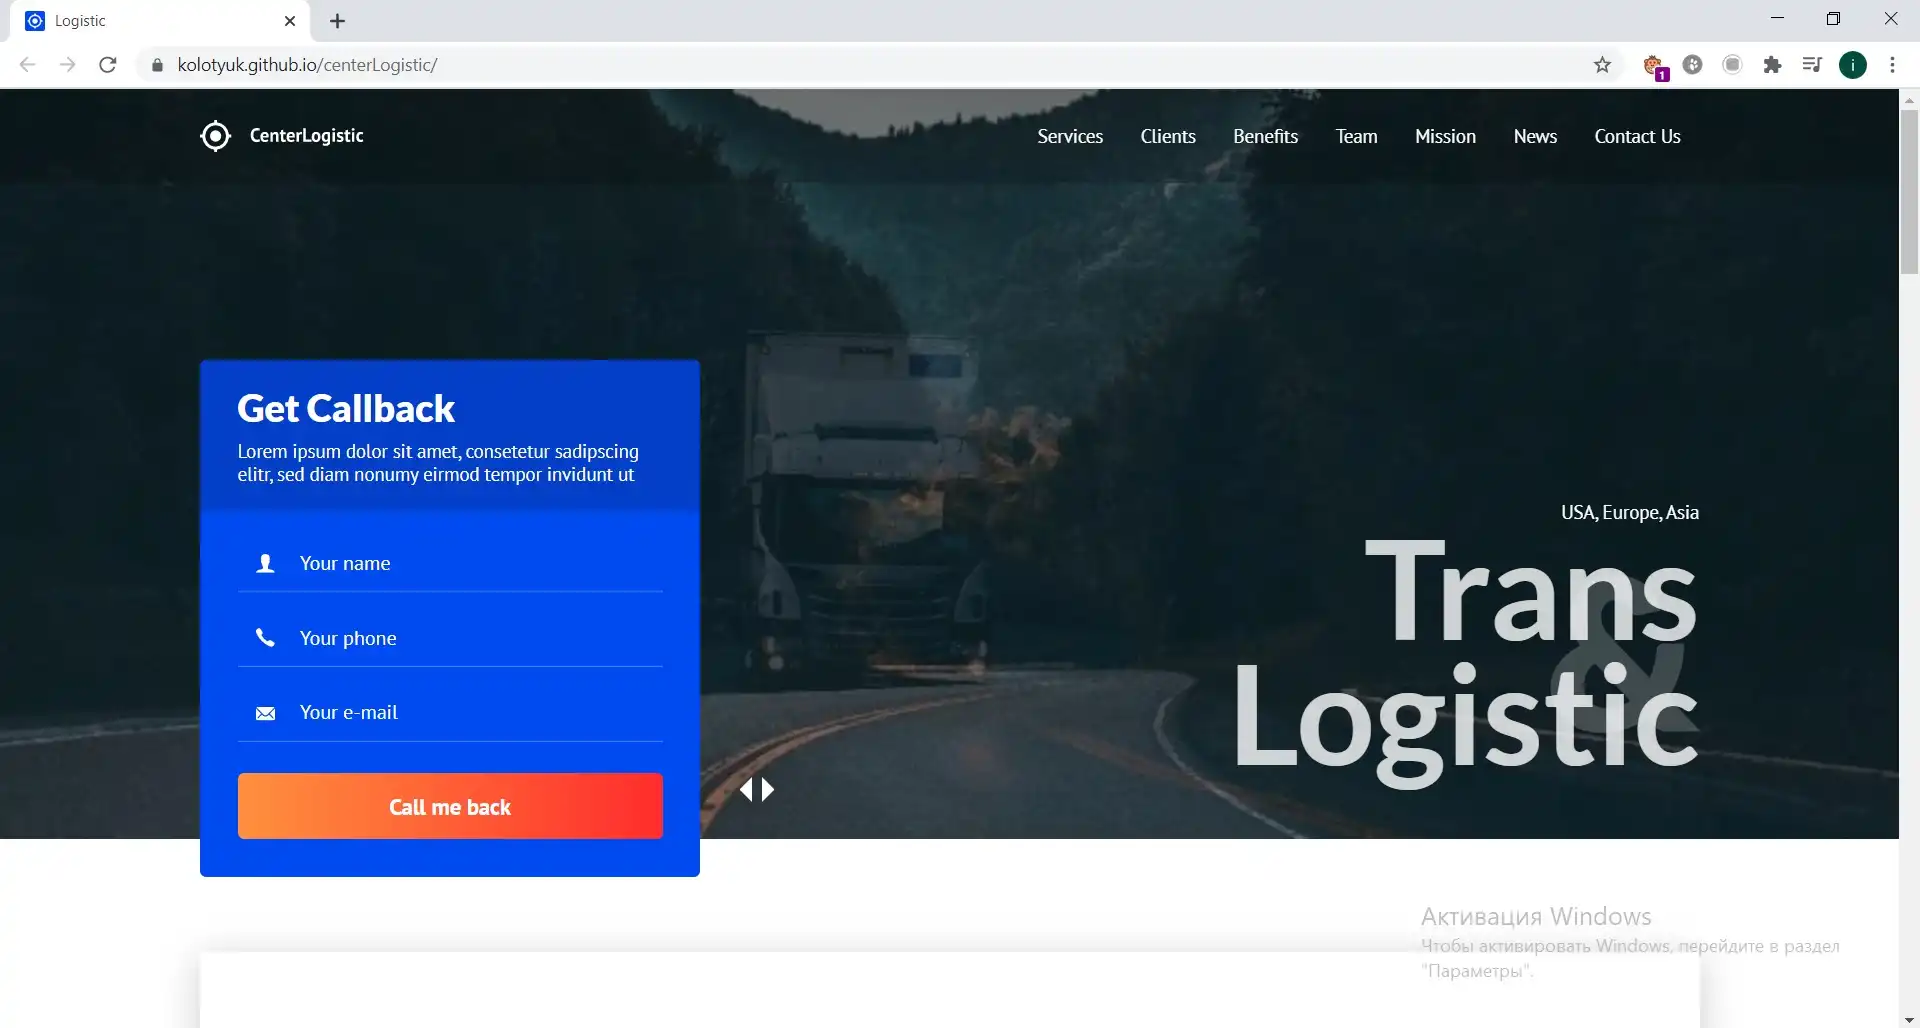 Logistic
kolotyuk.github.io/centerLogistic/
1
i
CenterLogistic
Services
Clients
Benefits
Team
Mission
News
Contact Us
Get Callback
Lorem ipsum dolor sit amet, consetetur sadipscing
elitr, sed diam nonumy eirmod tempor invidunt ut
Your name
Your phone
Your e-mail
Call me back
USA, Europe, Asia
Trans
&
Logistic
Активация Windows
Чтобы активировать Windows, перейдите в раздел
"Параметры".